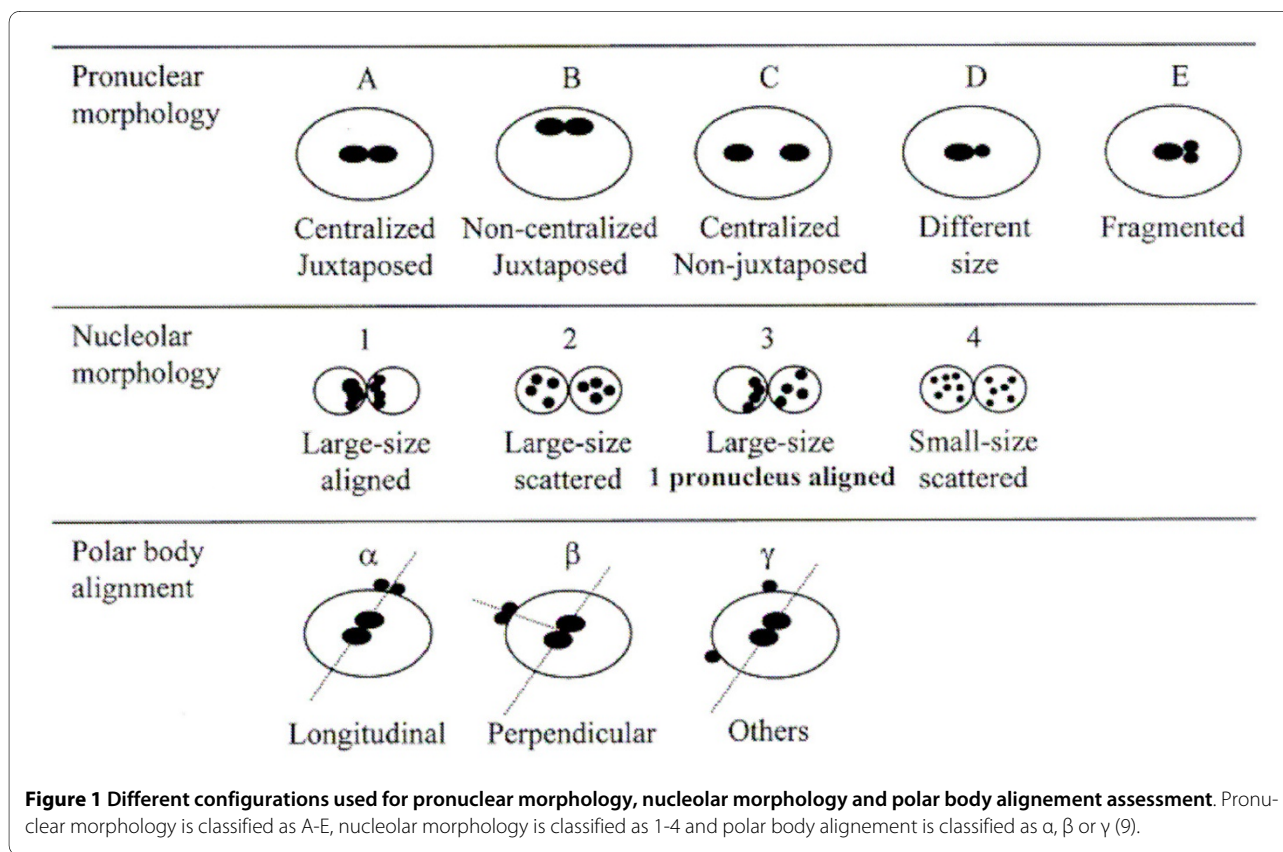 Pronuclear morphology
A B C D E
Centralized Juxtaposed
Non-centralized Juxtaposed
Centralized Non-juxtaposed
Different size
Fragmented
Nucleolar morphology
1 2 3 4
Large-size aligned
Large-size scattered
Large-size 1 pronucleus aligned
Small-size scattered
Polar body alignment
α β γ
Longitudinal Perpendicular Others
Figure 1 Different configurations used for pronuclear morphology, nucleolar morphology and polar body alignement assessment. Pronu-
clear morphology is classified as A-E, nucleolar morphology is classified as 1-4 and polar body alignement is classified as α, β or γ (9).